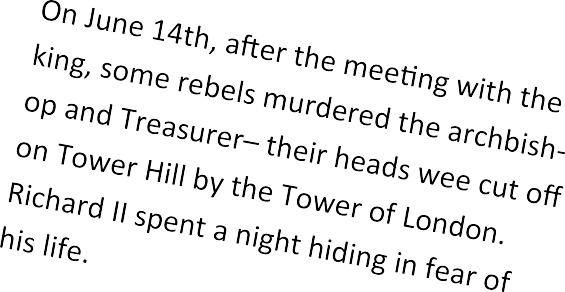 On June 14th, after the meeting with the
king, some rebels murdered the archbish-
op and Treasurer– their heads wee cut off
on Tower Hill by the Tower of London.
Richard II spent a night hiding in fear of
his life.